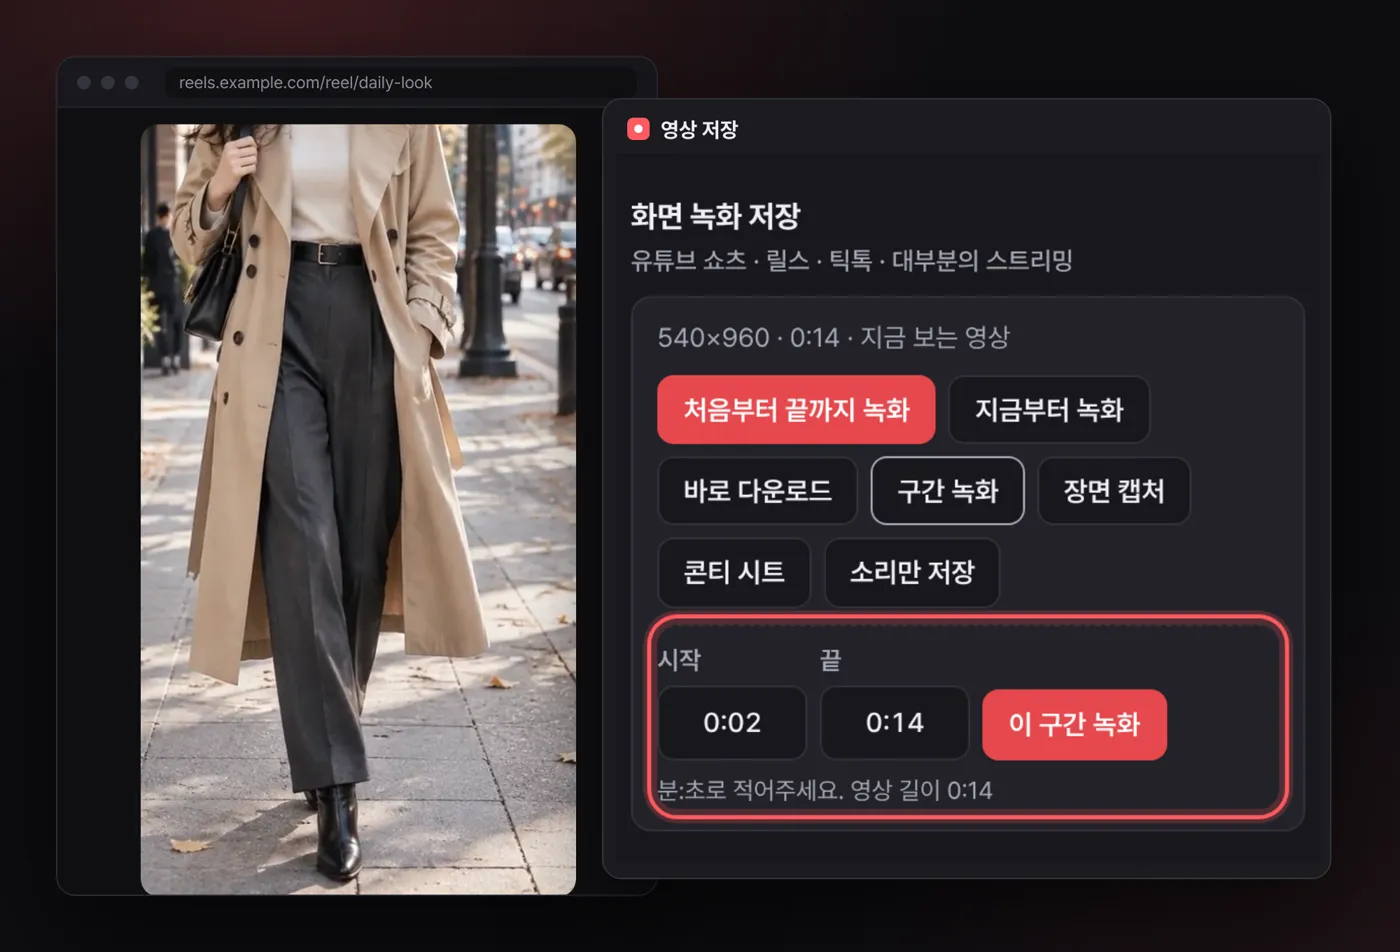 reels.example.com/reel/daily-look
영상 저장
화면 녹화 저장
유튜브 쇼츠 · 릴스 · 틱톡 · 대부분의 스트리밍
540×960 · 0:14 · 지금 보는 영상
처음부터 끝까지 녹화 지금부터 녹화
바로 다운로드 구간 녹화 장면 캡처
콘티 시트 소리만 저장
시작 끝
0:02 0:14 이 구간 녹화
분:초로 적어주세요. 영상 길이 0:14